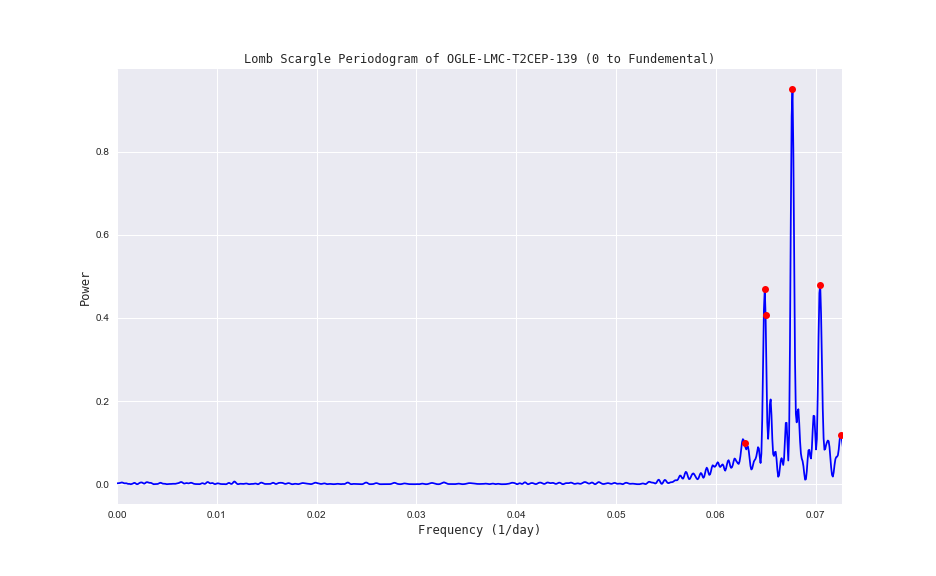 Lomb Scargle Periodogram of OGLE-LMC-T2CEP-139 (0 to Fundemental)
Power
0.8
0.6
0.4
0.2
0.0
0.00 0.01 0.02 0.03 0.04 0.05 0.06 0.07
Frequency (1/day)